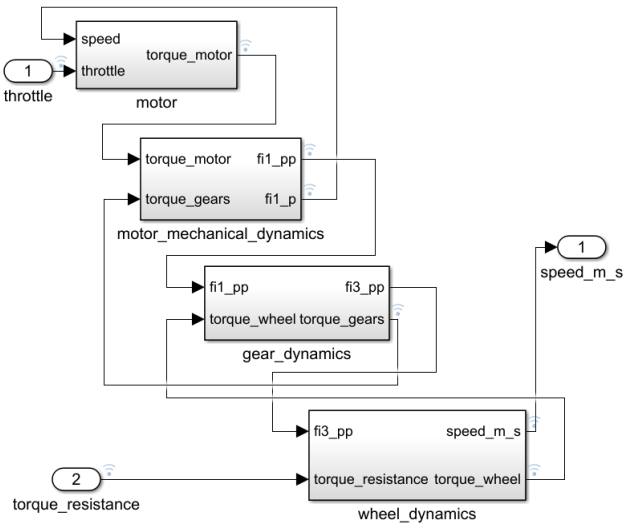 speed
torque_motor
1
throttle
throttle
motor
torque_motor fi1_pp
torque_gears fi1_p
motor_mechanical_dynamics
1
speed_m_s
fi1_pp fi3_pp
torque_wheel torque_gears
gear_dynamics
fi3_pp speed_m_s
2
torque_resistance torque_wheel
torque_resistance
wheel_dynamics